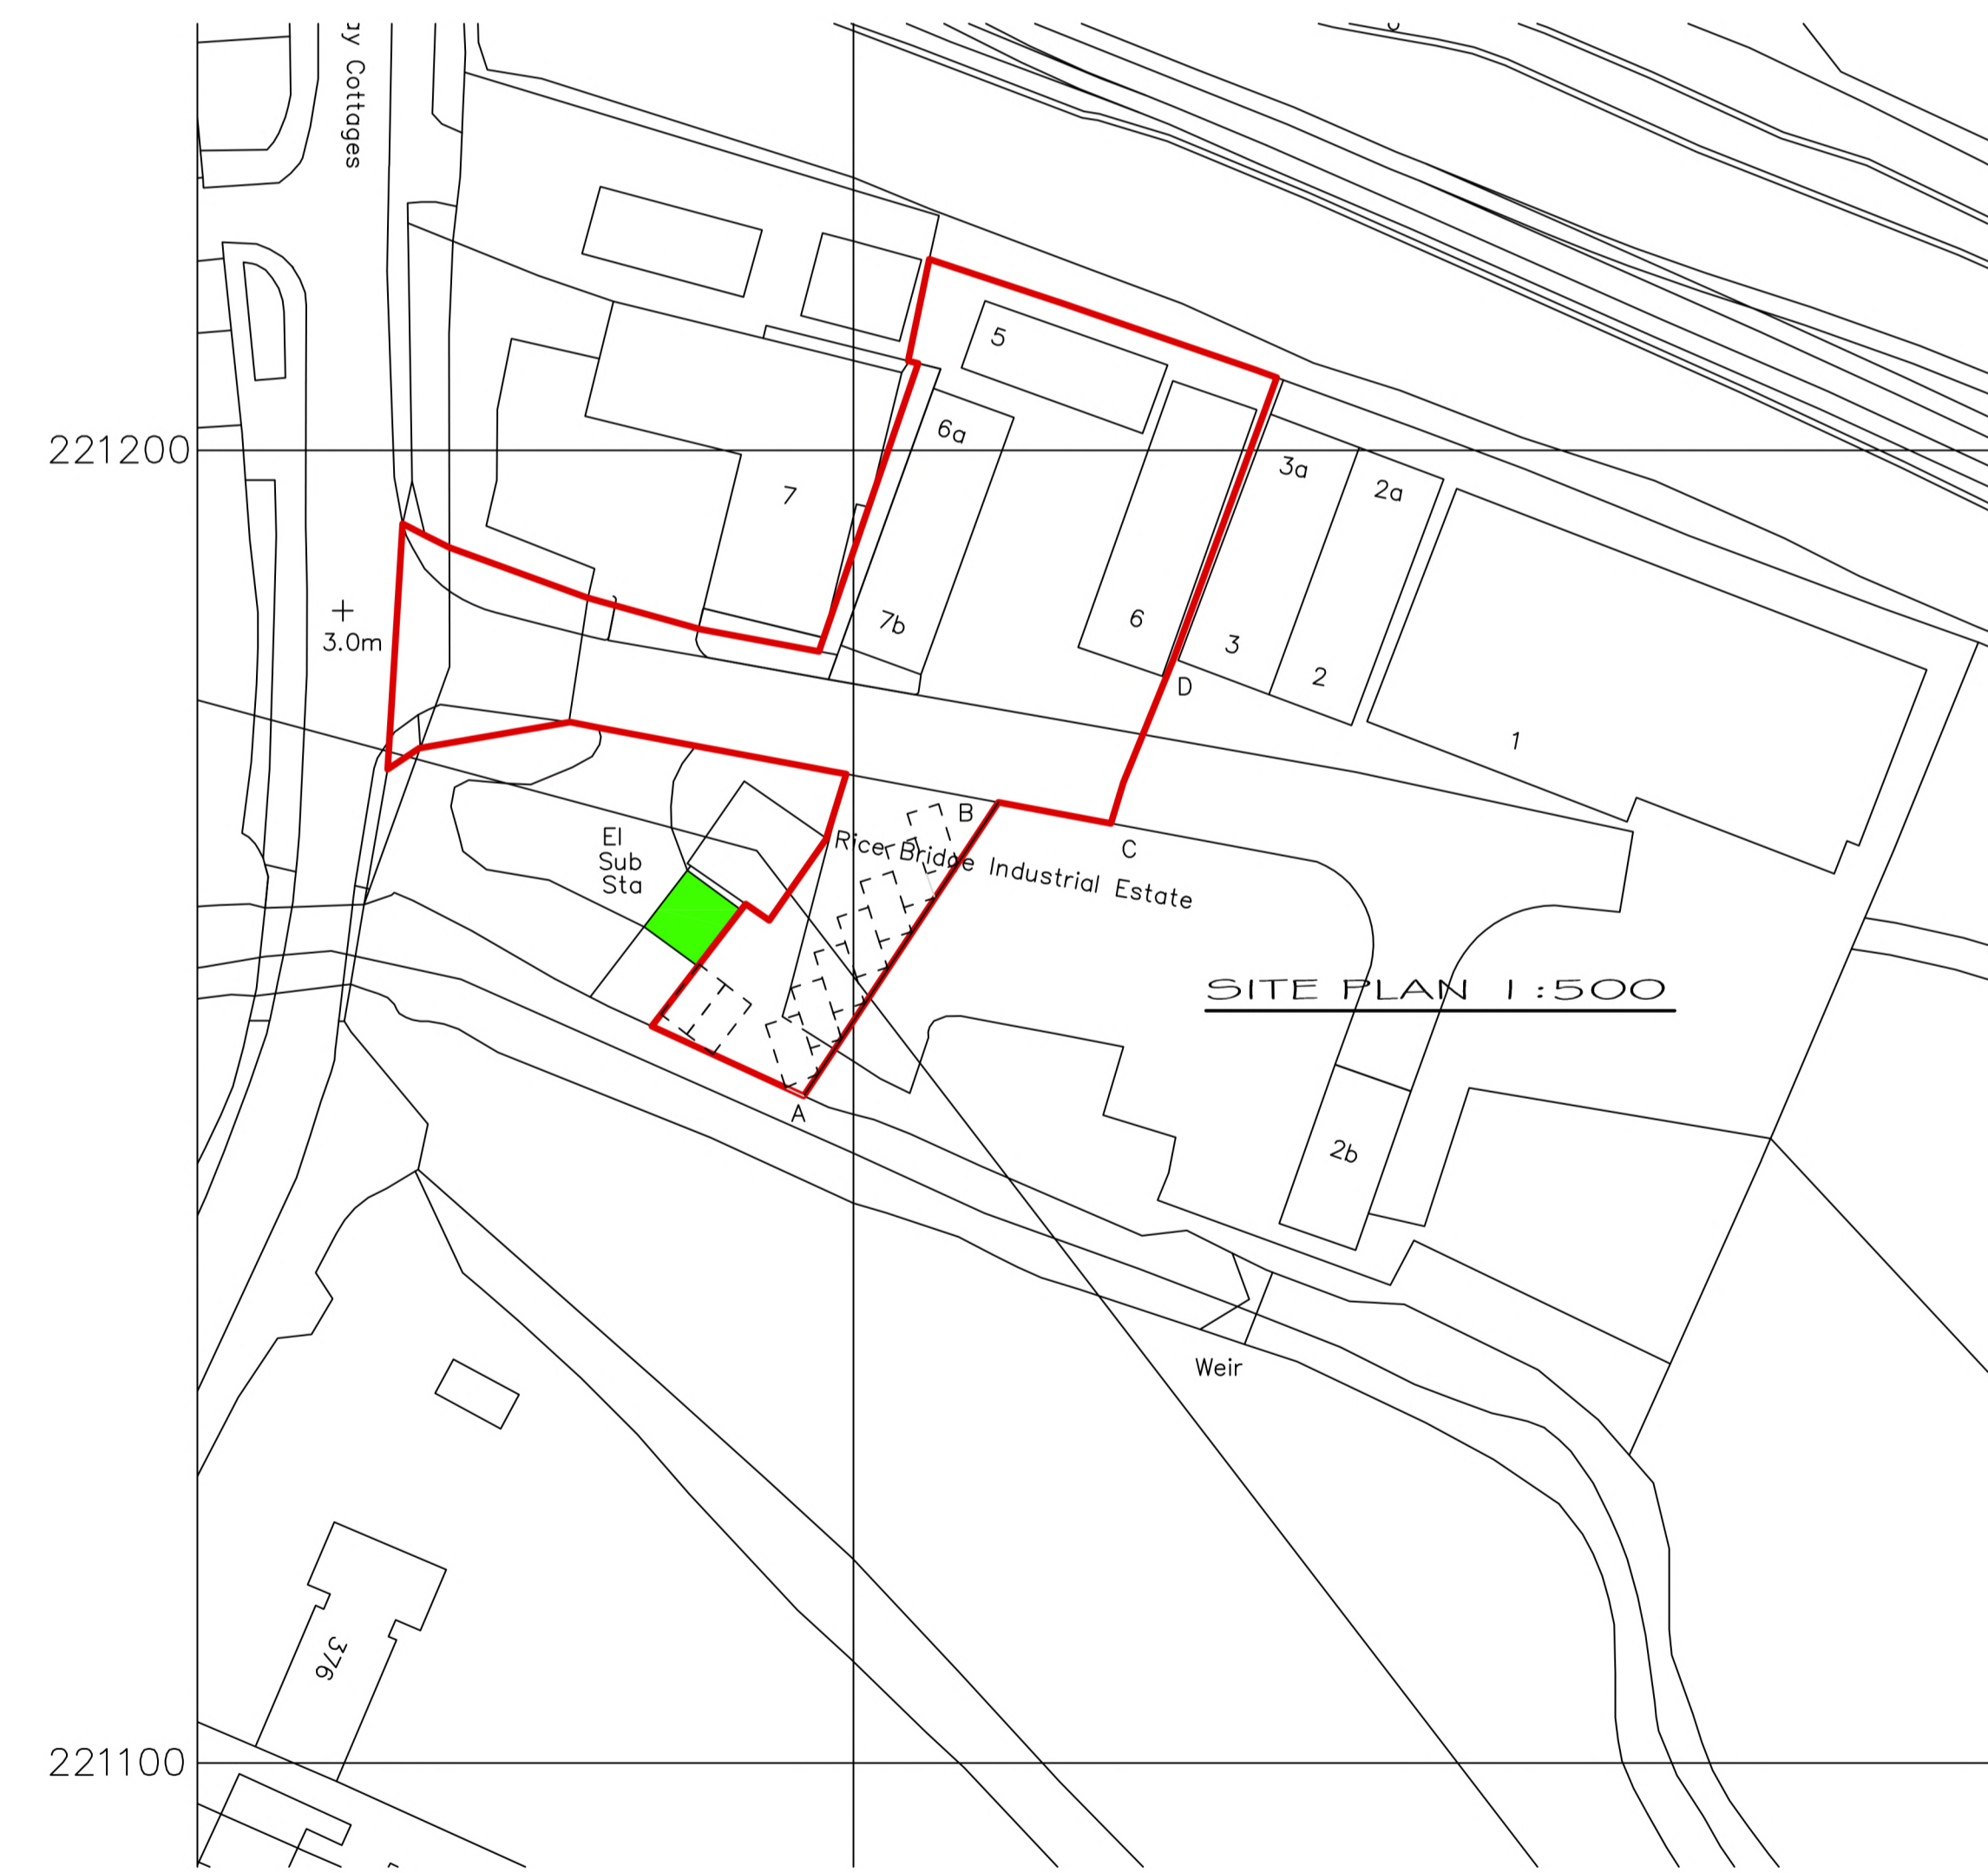 Cottages
5
6a
221200
3a
2a
7
6
7b
3.0m
3
2
D
1
B
El
Sub
Sta
Rice Bridge Industrial Estate
C
SITE PLAN 1:500
A
2b
Weir
376
221100